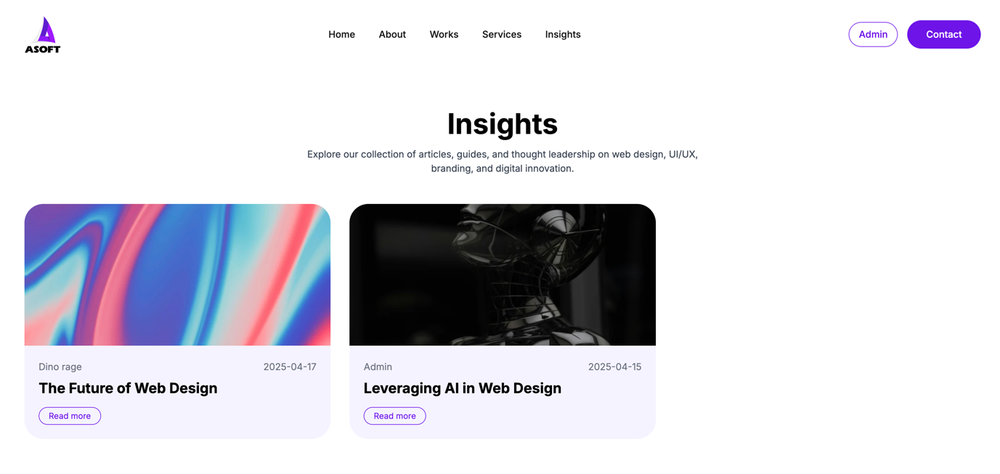 ASOFT
Home About Works Services Insights
Admin Contact
Insights
Explore our collection of articles, guides, and thought leadership on web design, UI/UX,
branding, and digital innovation.
Dino rage 2025-04-17
The Future of Web Design
Read more
Admin 2025-04-15
Leveraging AI in Web Design
Read more